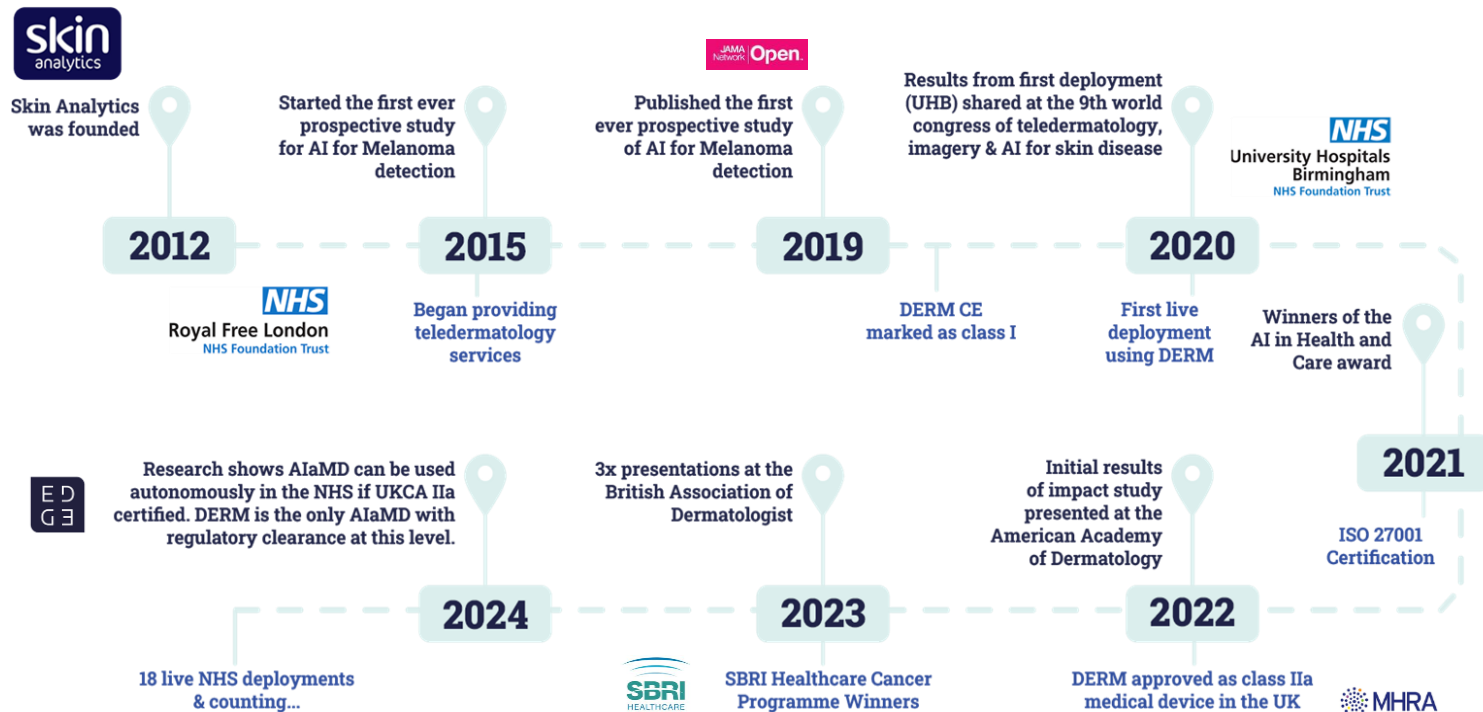 skin
analytics
Skin Analytics
was founded
2012
Started the first ever
prospective study
for AI for Melanoma
detection
2015
NHS
Royal Free London
NHS Foundation Trust
Began providing
teledermatology
services
JAMA
Network
Open.
Published the first
ever prospective study
of AI for Melanoma
detection
2019
DERM CE
marked as class I
Results from first deployment
(UHB) shared at the 9th world
congress of teledermatology,
imagery & AI for skin disease
NHS
University Hospitals
Birmingham
NHS Foundation Trust
2020
First live
deployment
using DERM
Winners of the
AI in Health and
Care award
2021
ISO 27001
Certification
Initial results
of impact study
presented at the
American Academy
of Dermatology
2022
DERM approved as class IIa
medical device in the UK
MHRA
3x presentations at the
British Association of
Dermatologist
2023
SBRI
HEALTHCARE
SBRI Healthcare Cancer
Programme Winners
ED
GE
Research shows AIaMD can be used
autonomously in the NHS if UKCA IIa
certified. DERM is the only AIaMD with
regulatory clearance at this level.
2024
18 live NHS deployments
& counting...